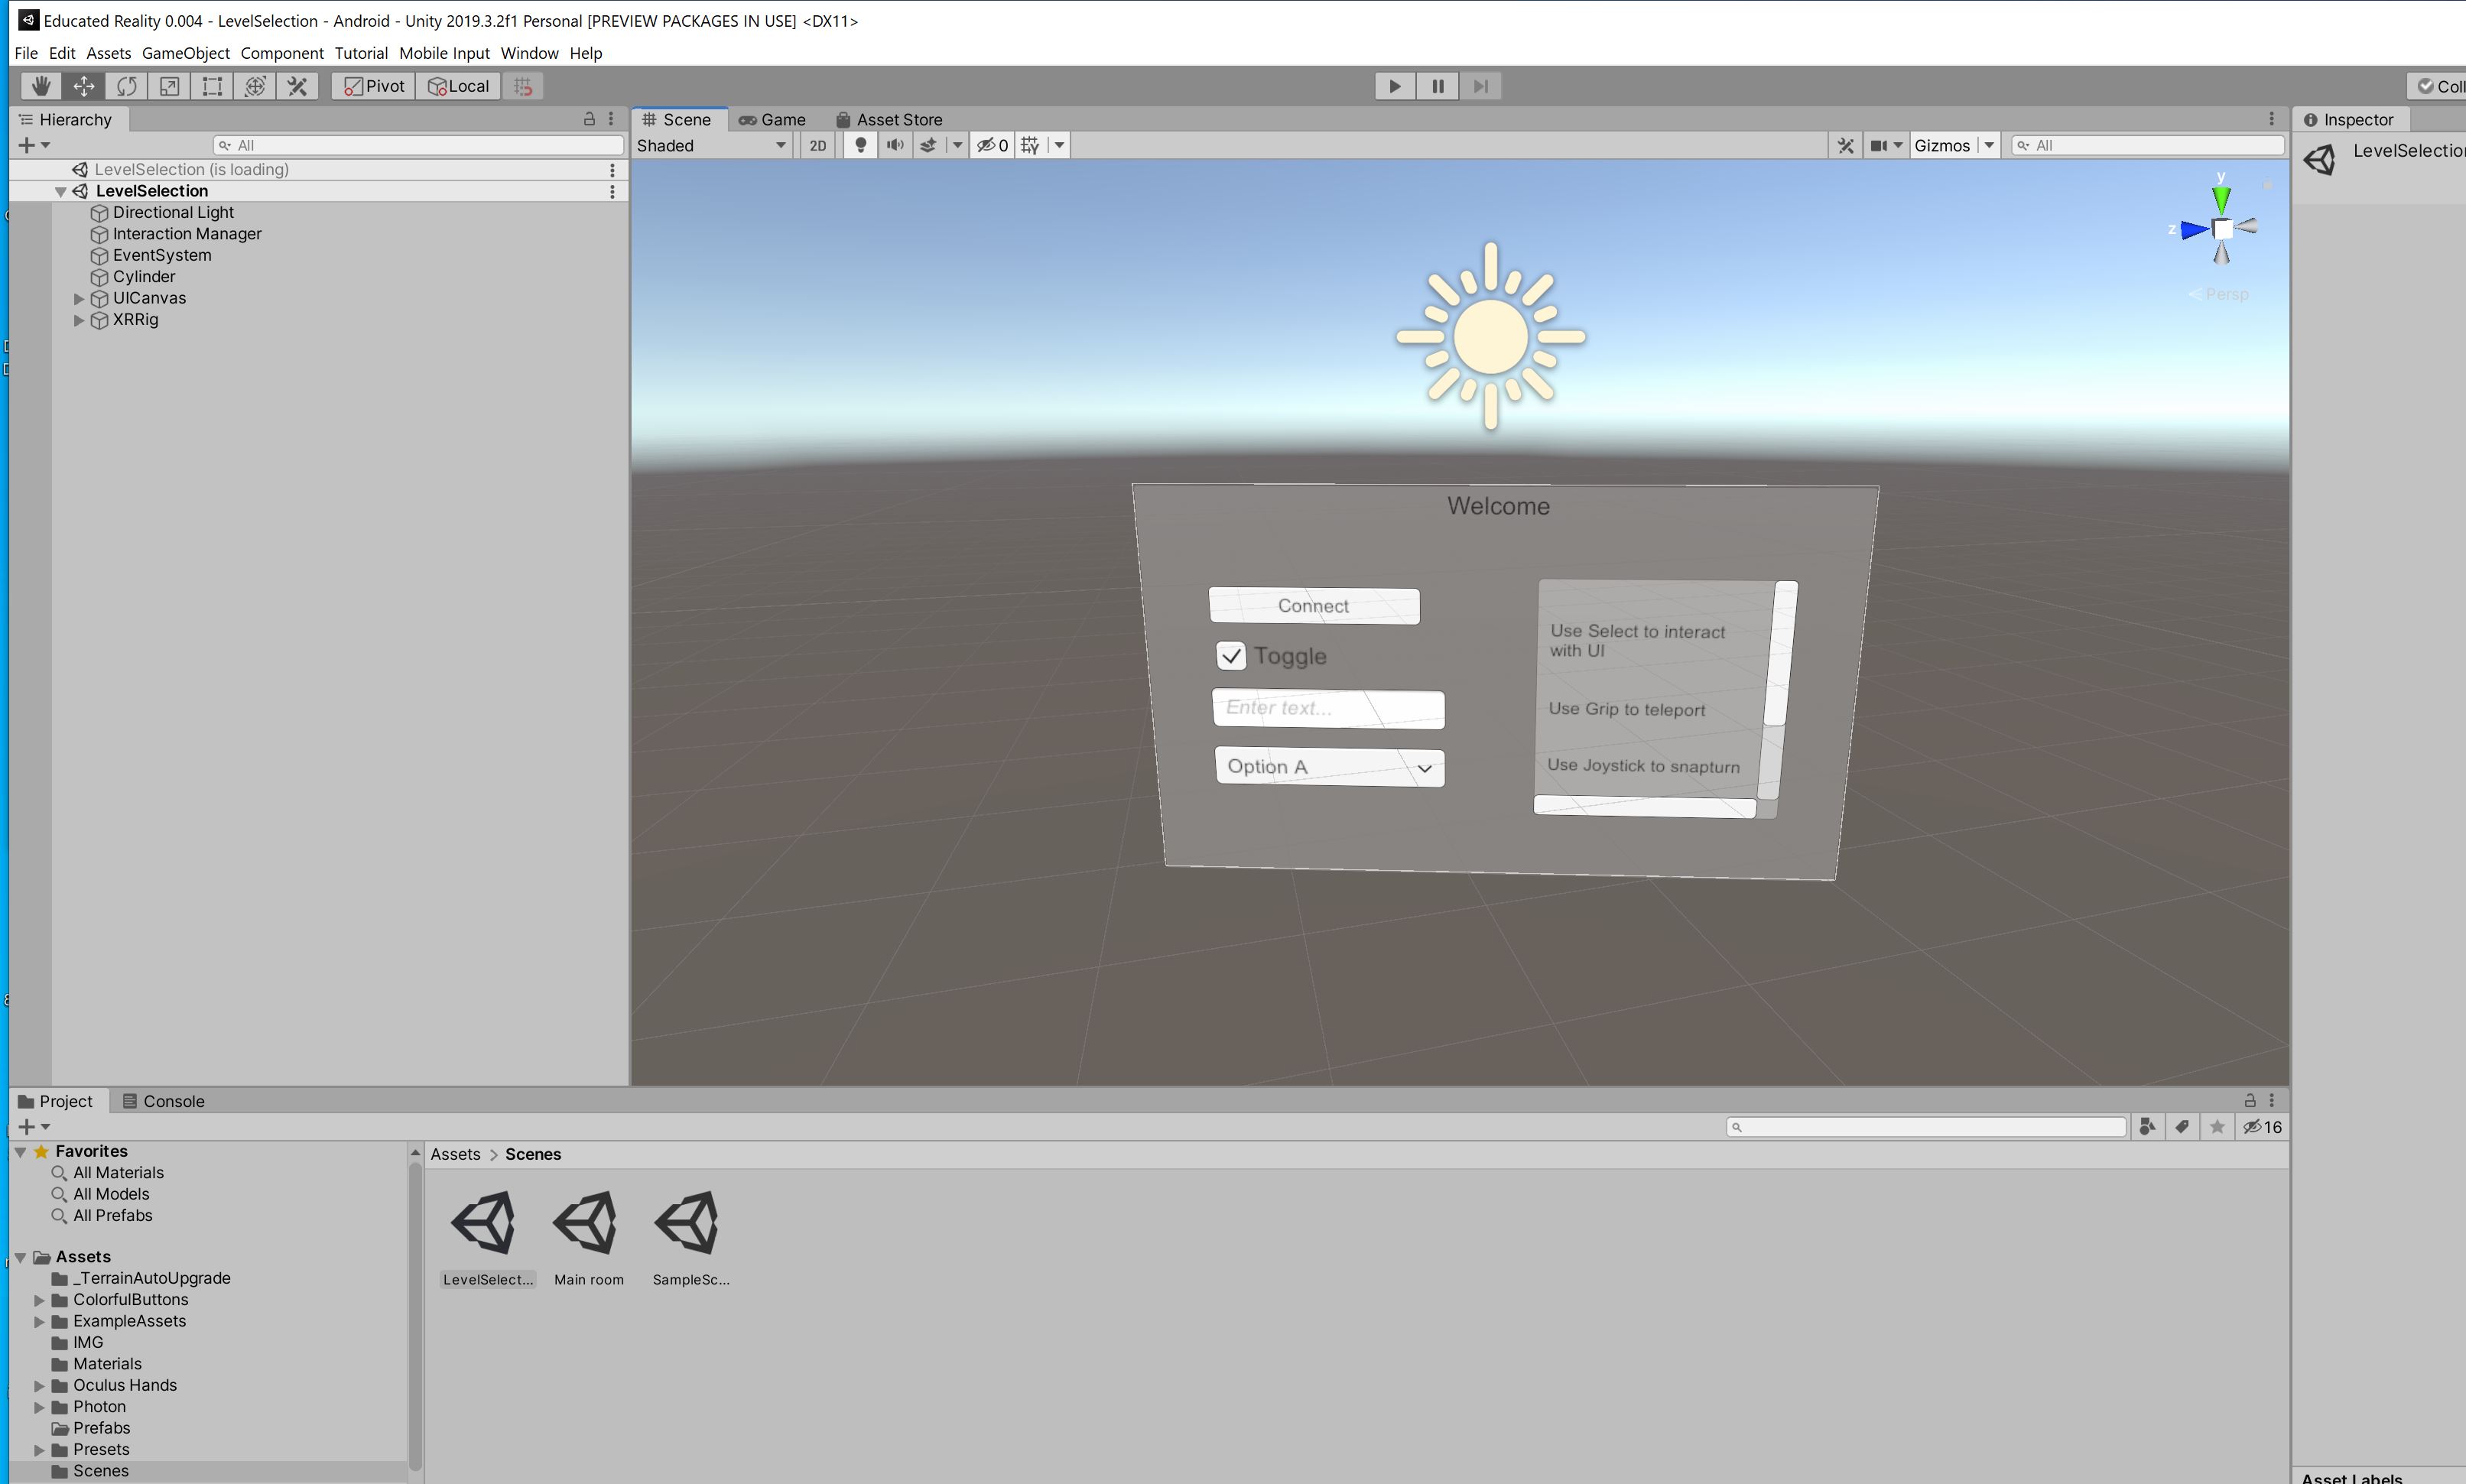 Educated Reality 0.004 - LevelSelection - Android - Unity 2019.3.2f1 Personal [PREVIEW PACKAGES IN USE] <DX11>
File Edit Assets GameObject Component Tutorial Mobile Input Window Help
Pivot Local
Coll
Hierarchy
All
LevelSelection (is loading)
LevelSelection
Directional Light
Interaction Manager
EventSystem
Cylinder
UICanvas
XRRig
Scene Game Asset Store
Shaded 2D 0 Gizmos All
y
z
Persp
Welcome
Connect
Toggle
Enter text...
Option A
Use Select to interact
with UI
Use Grip to teleport
Use Joystick to snapturn
Inspector
LevelSelection
Project Console
16
Favorites
All Materials
All Models
All Prefabs
Assets
_TerrainAutoUpgrade
ColorfulButtons
ExampleAssets
IMG
Materials
Oculus Hands
Photon
Prefabs
Presets
Scenes
Assets > Scenes
LevelSelect... Main room SampleSc...
Asset Labels